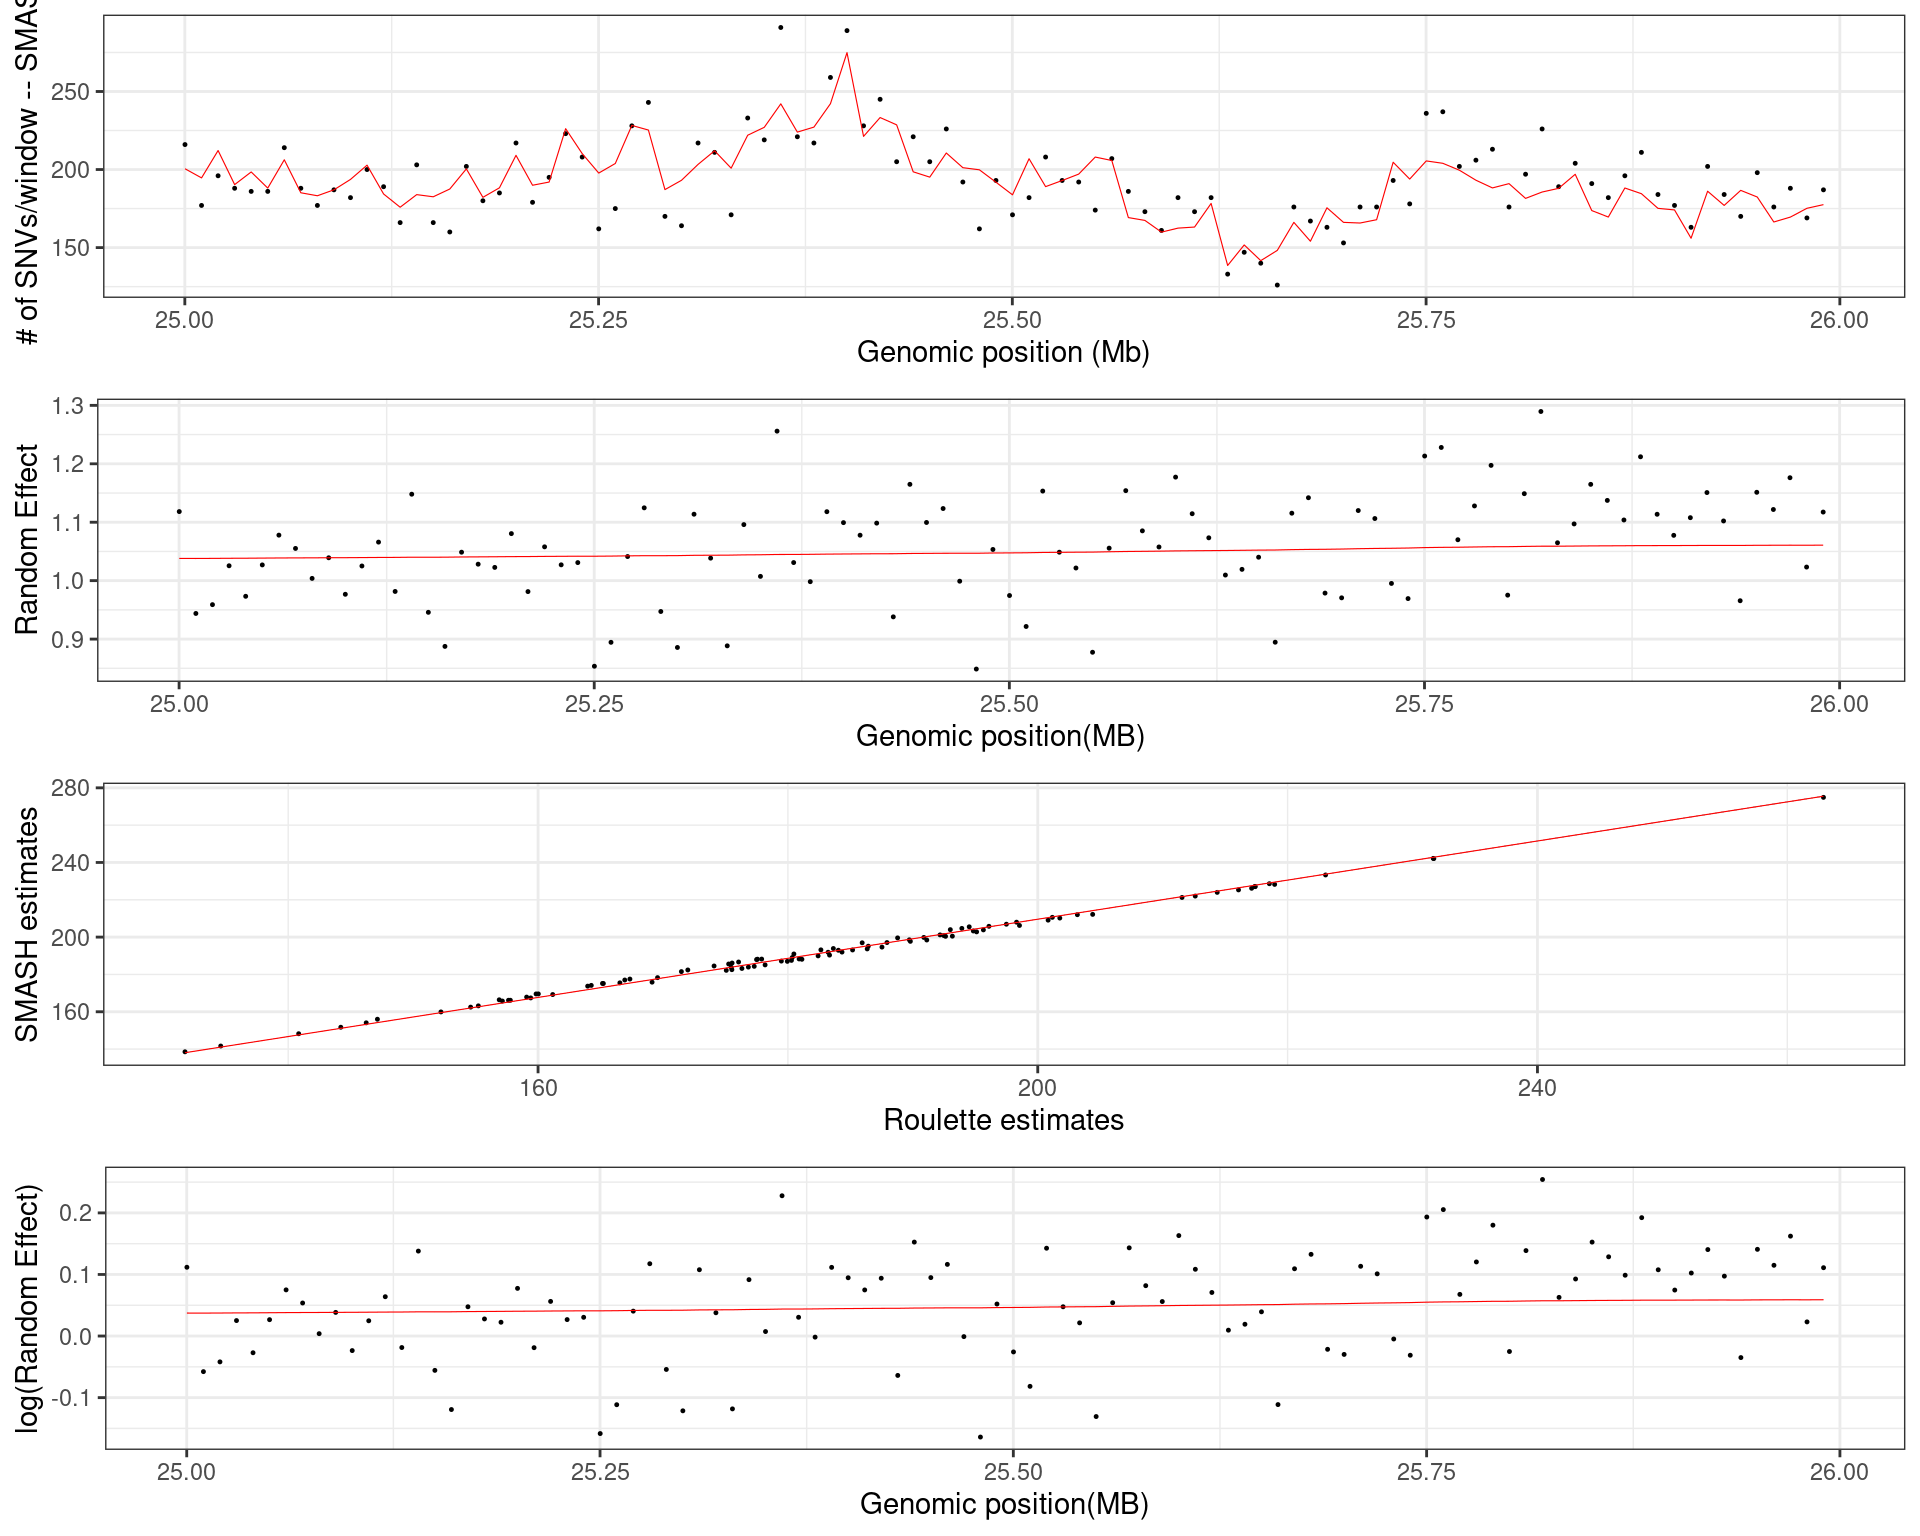 # of SNVs/window -- SMAS
250
200
150
25.00 25.25 25.50 25.75 26.00
Genomic position (Mb)
Random Effect
1.3
1.2
1.1
1.0
0.9
25.00 25.25 25.50 25.75 26.00
Genomic position(MB)
SMASH estimates
280
240
200
160
160 200 240
Roulette estimates
log(Random Effect)
0.2
0.1
0.0
-0.1
25.00 25.25 25.50 25.75 26.00
Genomic position(MB)